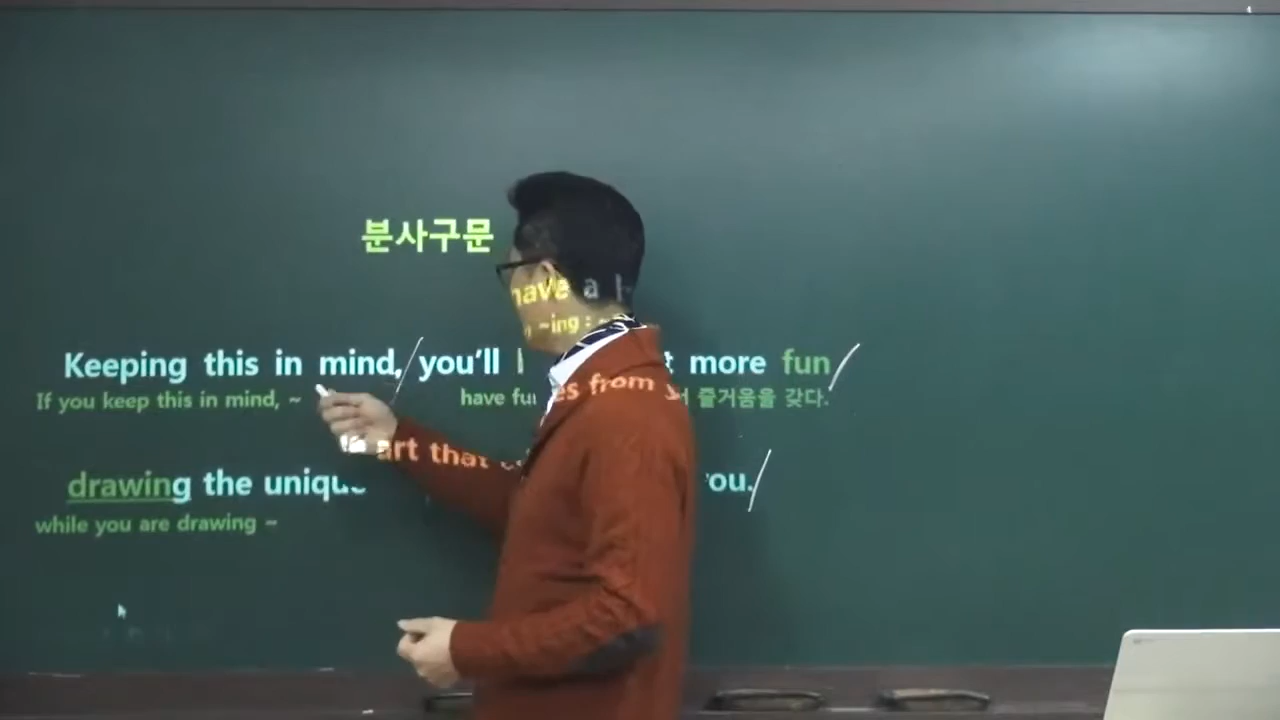 분사구문
have a
~ing :
Keeping this in mind, you'll more fun
If you keep this in mind, ~ have es from 즐거움을 갖다.
art that
drawing the unique you.
while you are drawing ~